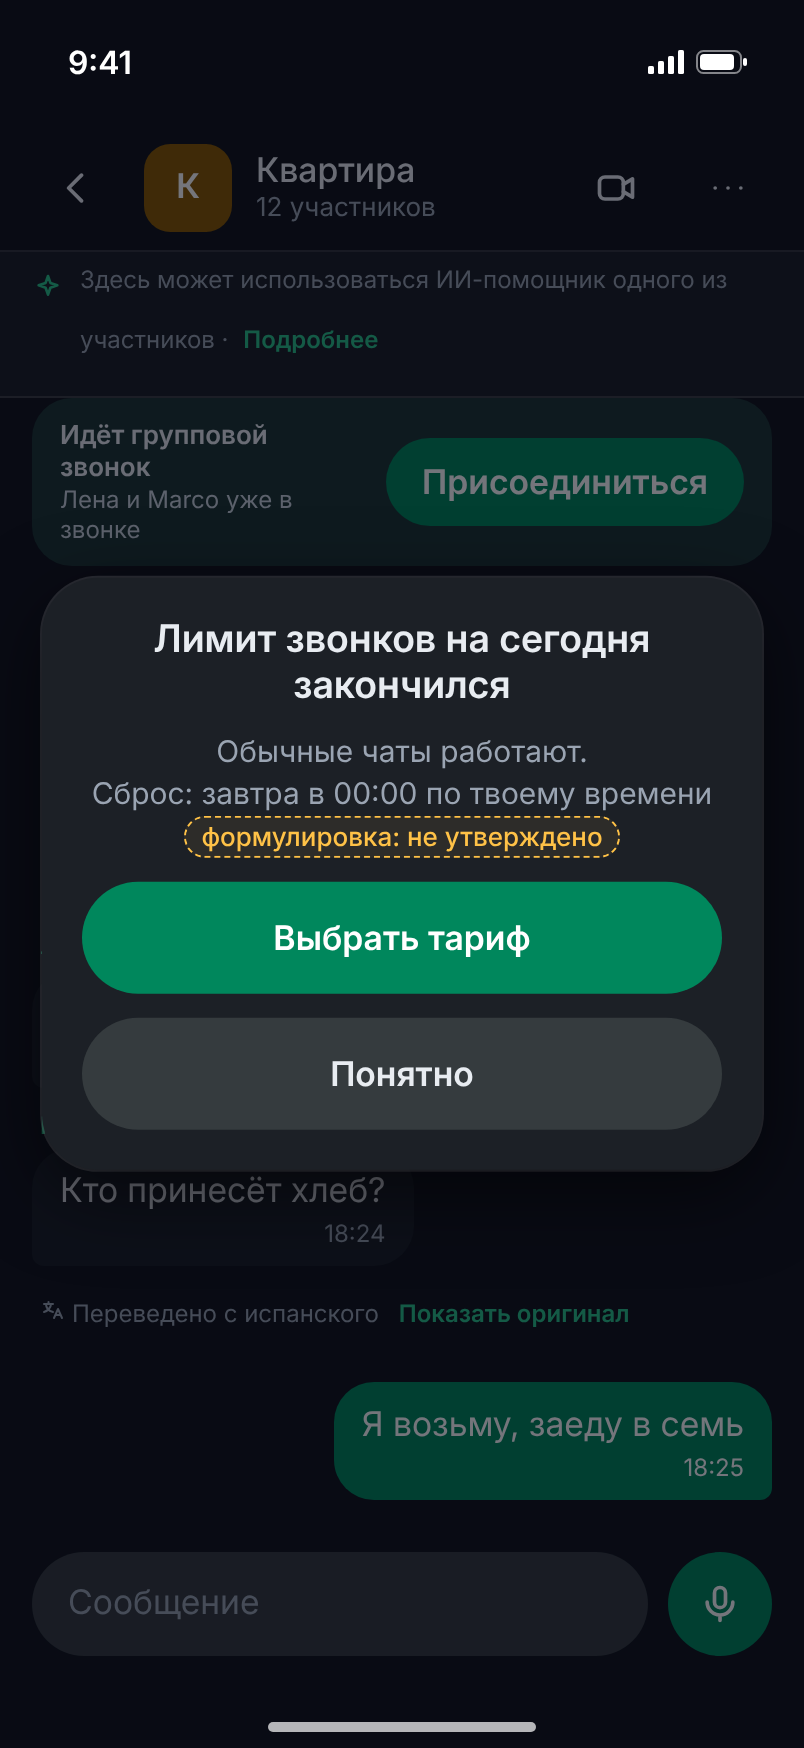 9:41
К
Квартира
12 участников
Здесь может использоваться ИИ-помощник одного из
участников · Подробнее
Идёт групповой
звонок
Лена и Marco уже в
звонке
Присоединиться
Лимит звонков на сегодня
закончился
Обычные чаты работают.
Сброс: завтра в 00:00 по твоему времени
формулировка: не утверждено
Выбрать тариф
Понятно
Кто принесёт хлеб?
18:24
Переведено с испанского Показать оригинал
Я возьму, заеду в семь
18:25
Сообщение